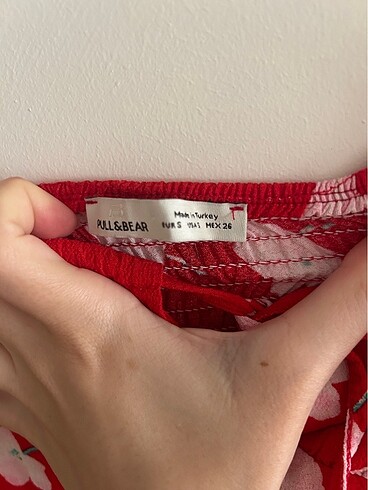 Made in Turkey
PULL&BEAR
EUR S USA S MEX 26